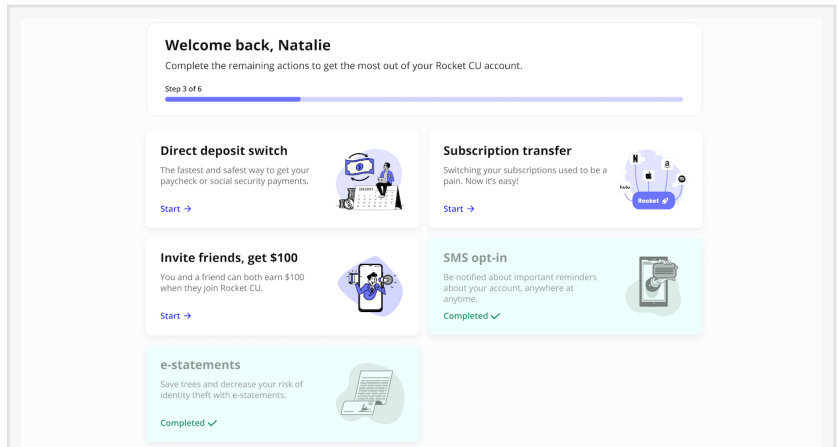 Welcome back, Natalie
Complete the remaining actions to get the most out of your Rocket CU account.
Step 3 of 6
Direct deposit switch
The fastest and safest way to get your
paycheck or social security payments.
Start →
JANUARY
Subscription transfer
Switching your subscriptions used to be a
pain. Now it's easy!
Start →
N
a
hulu
Rocket
Invite friends, get $100
You and a friend can both earn $100
when they join Rocket CU.
Start →
SMS opt-in
Be notified about important reminders
about your account, anywhere at
anytime.
Completed ✓
e-statements
Save trees and decrease your risk of
identity theft with e-statements.
Completed ✓